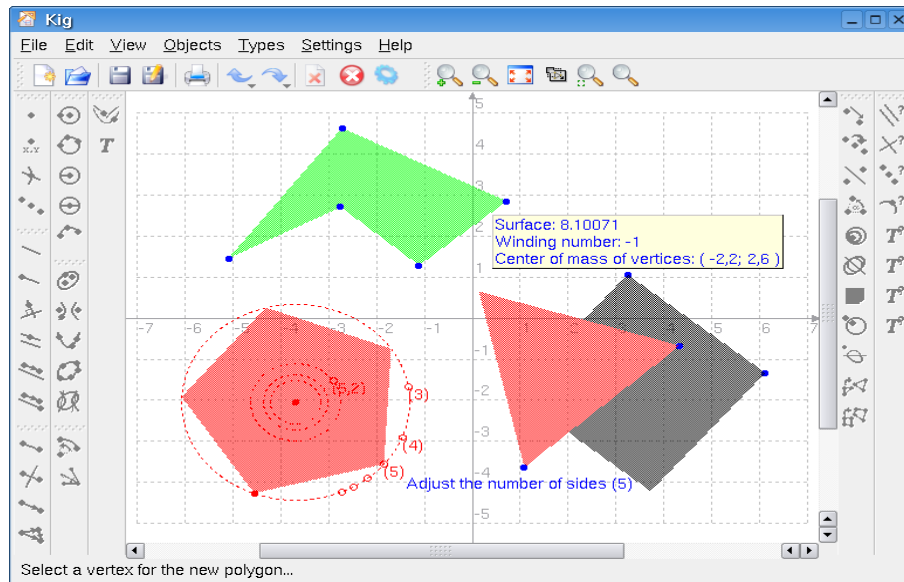 Kig
File Edit View Objects Types Settings Help
x,y
T
5
4
3
2
1
-7 -6 -5 -4 -3 -2 -1 1 2 3 4 5 6 7
-1
-2
-3
-4
-5
Surface: 8.10071
Winding number: -1
Center of mass of vertices: ( -2,2; 2,6 )
(5,2)
(3)
(4)
(5)
Adjust the number of sides (5)
?
?
?
?
T?
T?
T?
T?
Select a vertex for the new polygon...